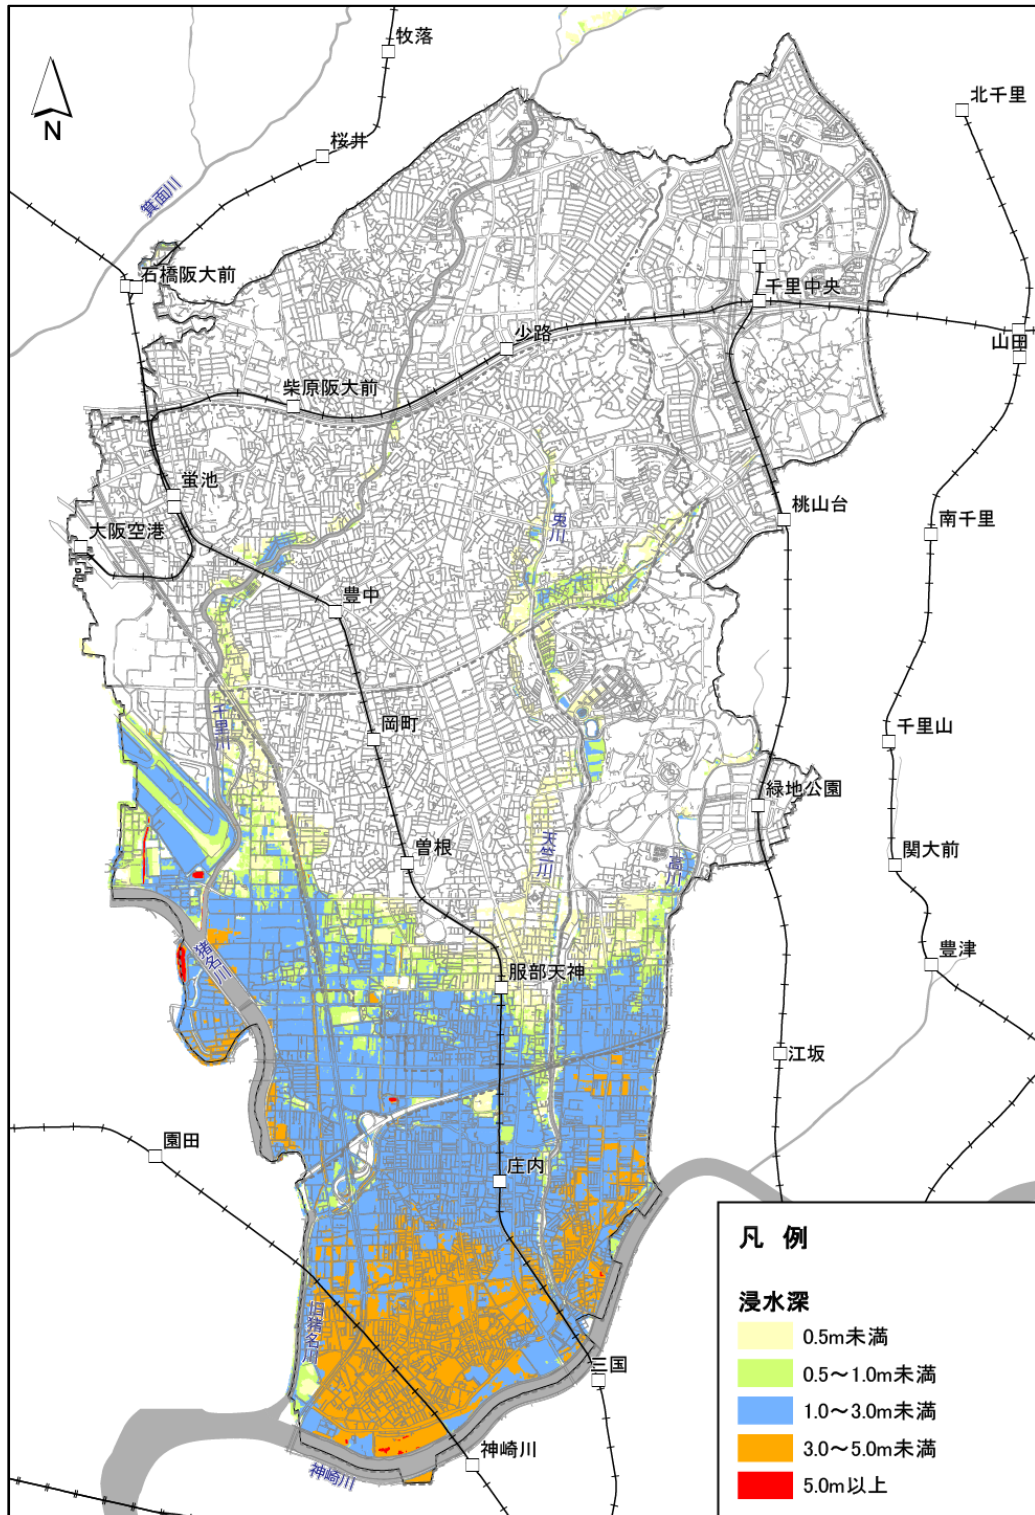 牧落
北千里
N
桜井
箕面川
石橋阪大前
千里中央
少路
山田
柴原阪大前
蛍池
桃山台
大阪空港
兎川
南千里
豊中
千里川
岡町
千里山
緑地公園
曽根
天竺川
高川
関大前
猪名川
服部天神
豊津
江坂
園田
庄内
旧猪名川
三国
神崎川
神崎川
凡 例
浸水深
0.5m未満
0.5～1.0m未満
1.0～3.0m未満
3.0～5.0m未満
5.0m以上